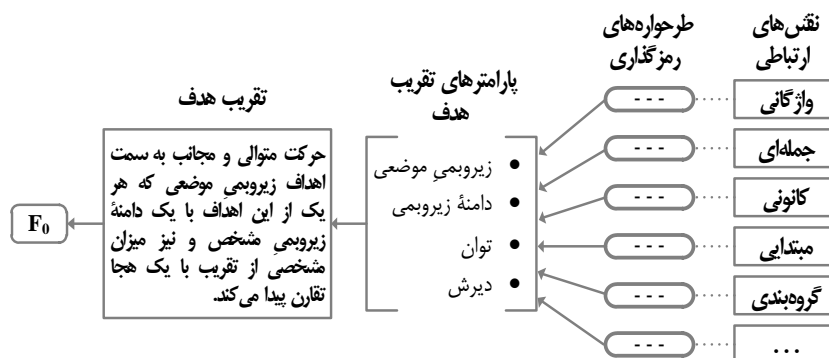 نقش‌های
ارتباطی
طرحواره‌های
رمزگذاری
پارامترهای تقریب
هدف
تقریب هدف
واژگانی
- - -
جمله‌ای
- - -
کانونی
- - -
مبتدایی
- - -
گروه‌بندی
- - -
...
- - -
• زیروبمیِ موضعی
• دامنۀ زیروبمی
• توان
• دیرش
حرکت متوالی و مجانب به سمت
اهداف زیروبمیِ موضعی که هر
یک از این اهداف با یک دامنۀ
زیروبمیِ مشخص و نیز میزان
مشخصی از تقریب با یک هجا
تقارن پیدا می‌کند.
F₀